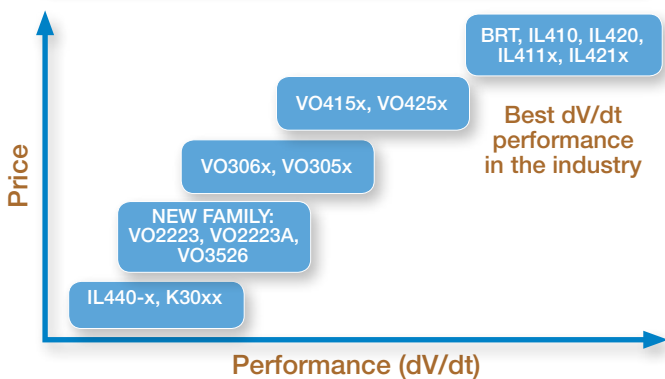 BRT, IL410, IL420,
IL411x, IL421x
VO415x, VO425x
Best dV/dt
performance
in the industry
VO306x, VO305x
Price
NEW FAMILY:
VO2223, VO2223A,
VO3526
IL440-x, K30xx
Performance (dV/dt)